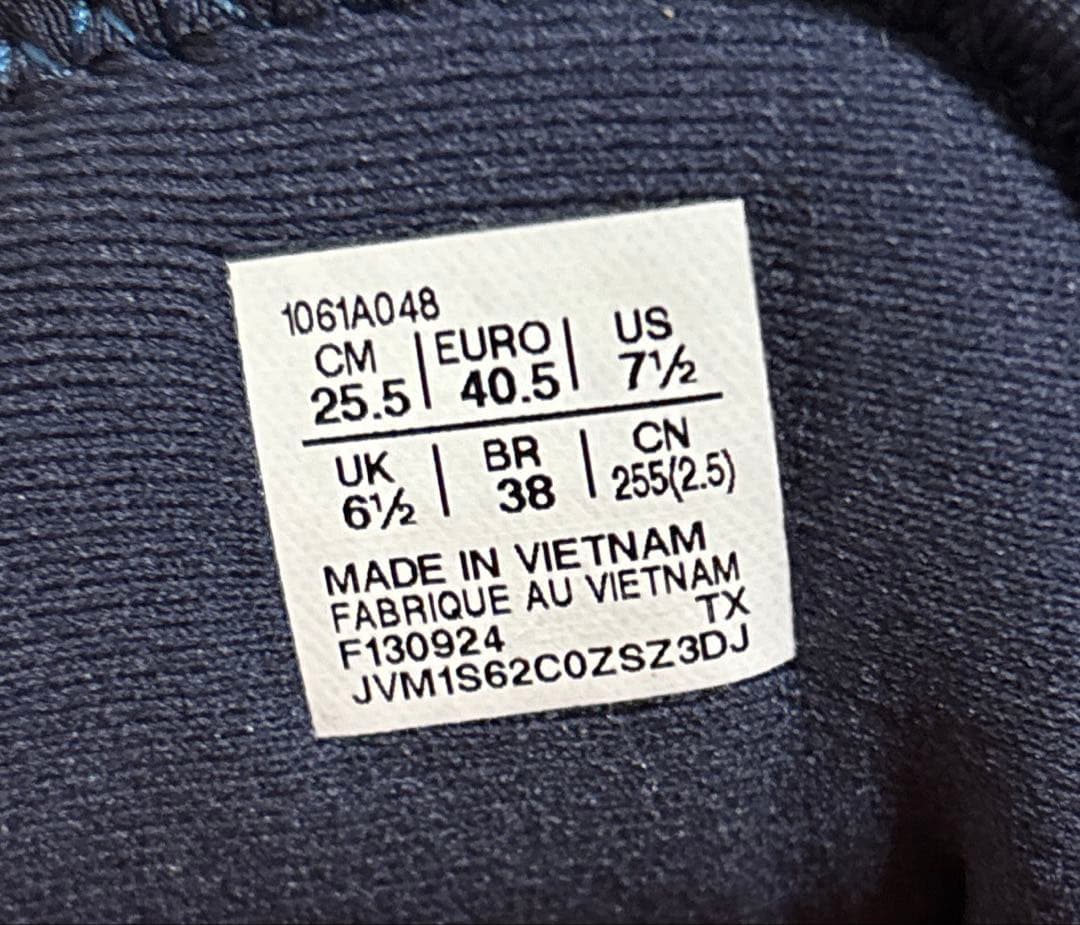 1061A048
CM | EURO | US
25.5 | 40.5 | 7½
UK | BR | CN
6½ | 38 | 255(2.5)
MADE IN VIETNAM
FABRIQUE AU VIETNAM
TX
F130924
JVM1S62C0ZSZ3DJ